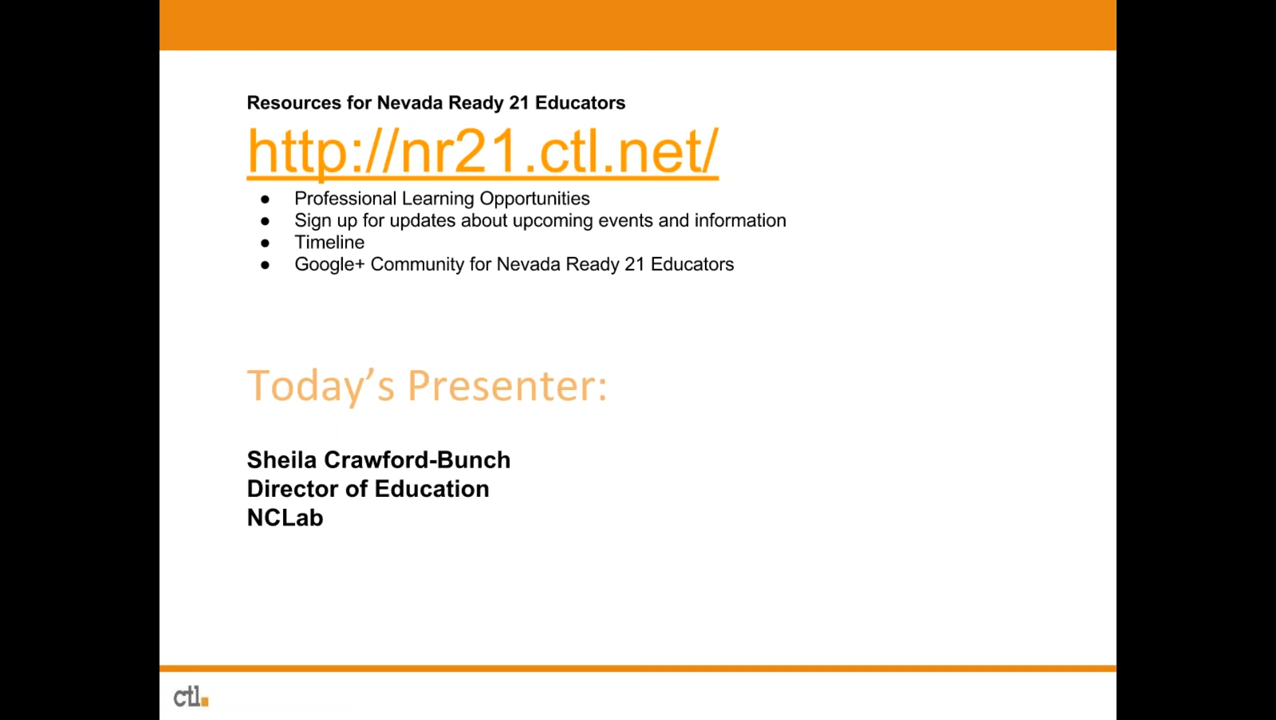 Resources for Nevada Ready 21 Educators
http://nr21.ctl.net/
● Professional Learning Opportunities
● Sign up for updates about upcoming events and information
● Timeline
● Google+ Community for Nevada Ready 21 Educators
Today’s Presenter:
Sheila Crawford-Bunch
Director of Education
NCLab
ctl.